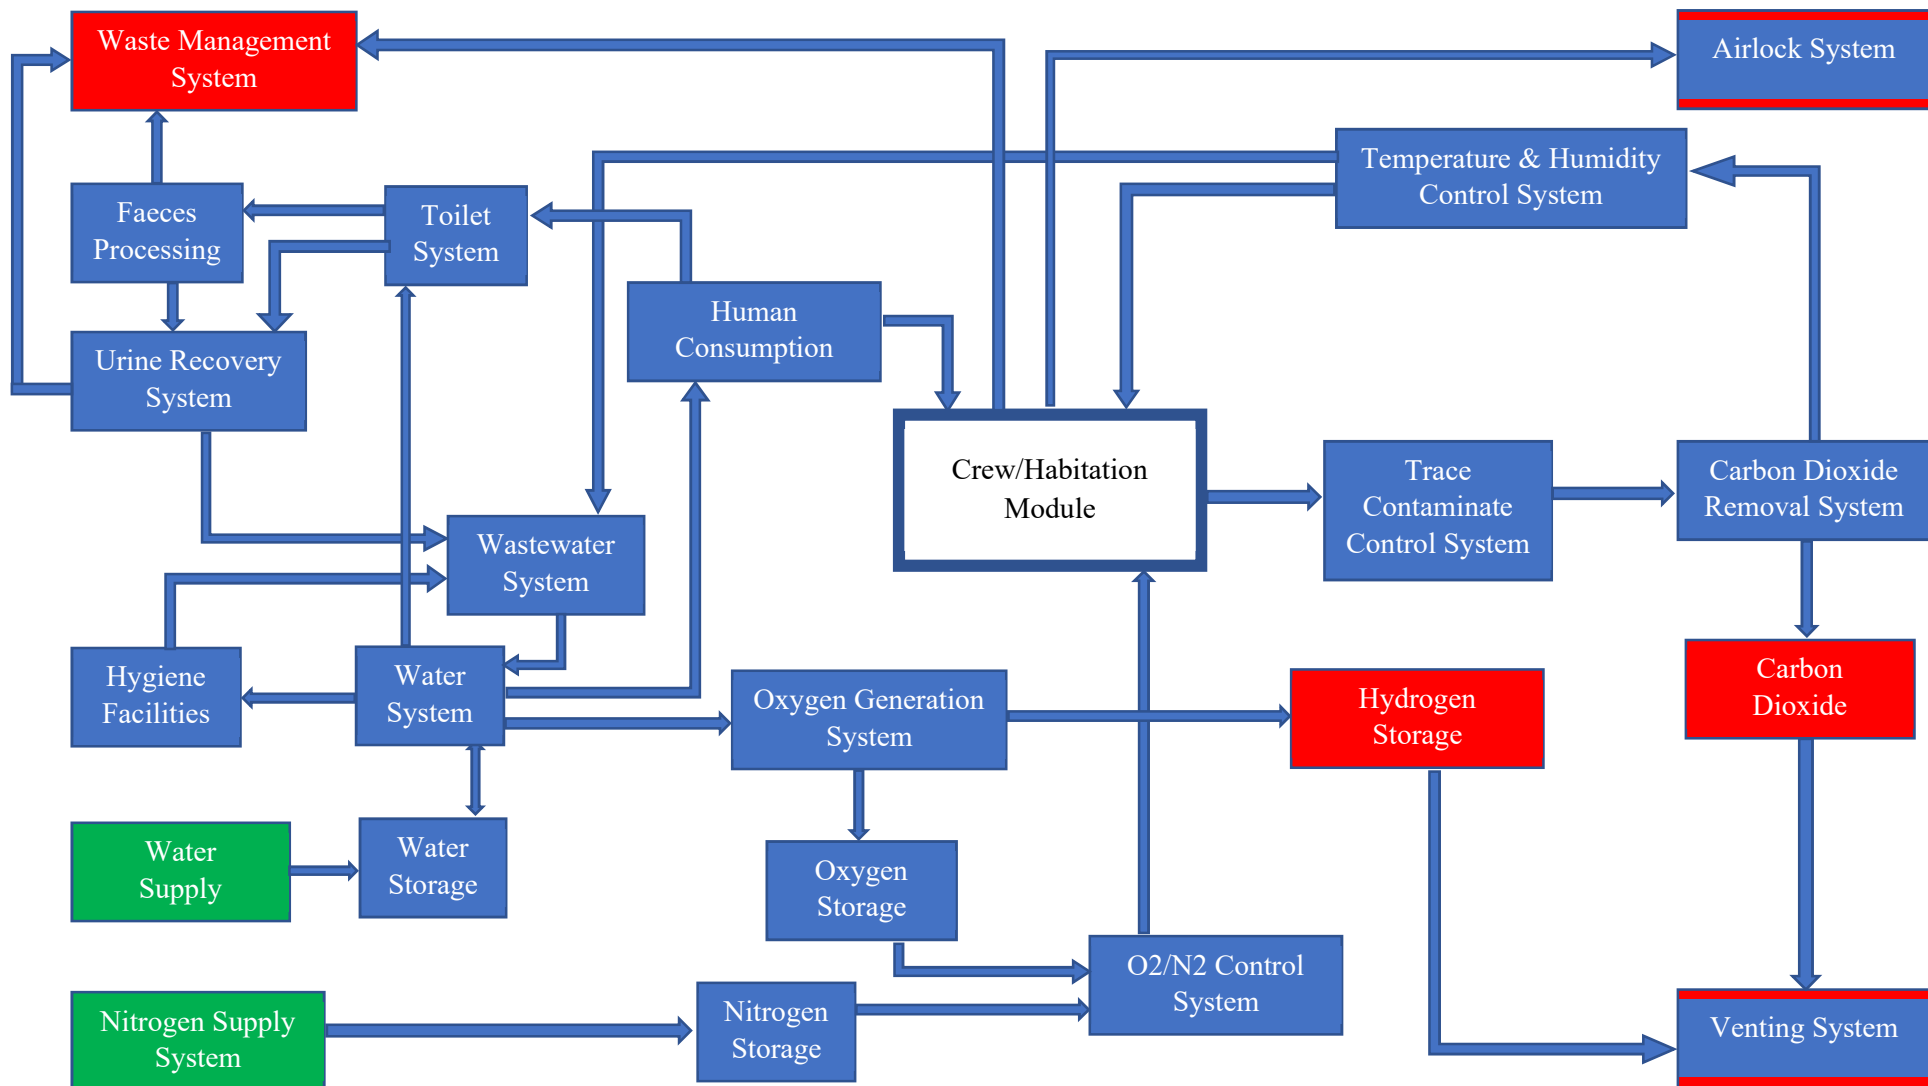 Waste Management
System
Airlock System
Temperature & Humidity
Control System
Faeces
Processing
Toilet
System
Human
Consumption
Urine Recovery
System
Crew/Habitation
Module
Trace
Contaminate
Control System
Carbon Dioxide
Removal System
Wastewater
System
Hygiene
Facilities
Water
System
Oxygen Generation
System
Hydrogen
Storage
Carbon
Dioxide
Water
Supply
Water
Storage
Oxygen
Storage
O2/N2 Control
System
Nitrogen Supply
System
Nitrogen
Storage
Venting System